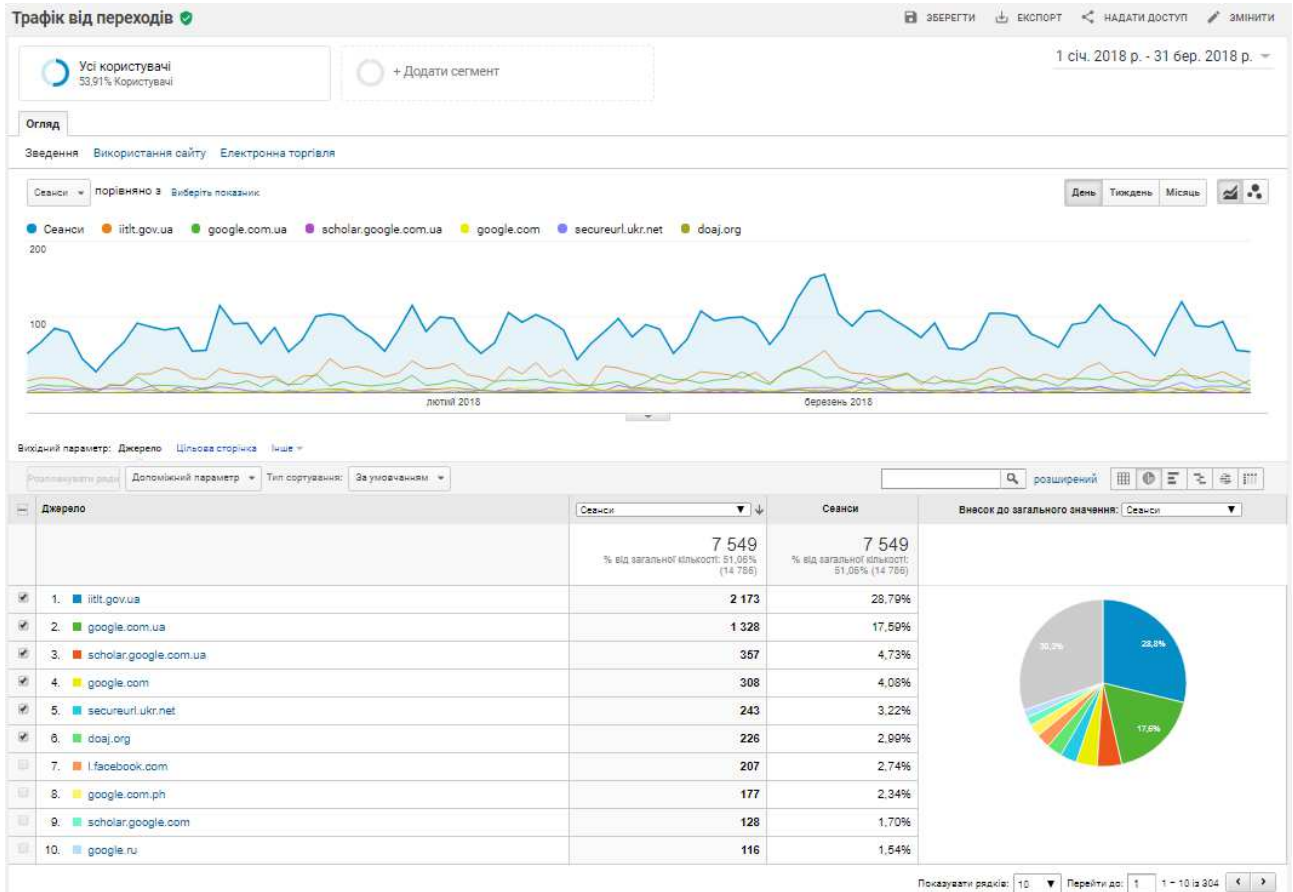 Трафік від переходів
ЗБЕРЕГТИ ЕКСПОРТ НАДАТИ ДОСТУП ЗМІНИТИ
Усі користувачі
53,91% Користувачі
+ Додати сегмент
1 січ. 2018 р. - 31 бер. 2018 р.
Огляд
Зведення Використання сайту Електронна торгівля
Сеанси порівняно з Виберіть показник
День Тиждень Місяць
Сеанси iitlt.gov.ua google.com.ua scholar.google.com.ua google.com secureurl.ukr.net doaj.org
200
100
лютий 2018 березень 2018
Вихідний параметр: Джерело Цільова сторінка Інше
Розпланувати ряди Допоміжний параметр Тип сортування: За умовчанням розширений
Джерело Сеанси Сеанси Внесок до загального значення: Сеанси
7 549 7 549
% від загальної кількості: 51,06% (14 786) % від загальної кількості: 51,06% (14 786)
1. iitlt.gov.ua 2 173 28,79%
2. google.com.ua 1 328 17,59%
3. scholar.google.com.ua 357 4,73%
4. google.com 308 4,08%
5. secureurl.ukr.net 243 3,22%
6. doaj.org 226 2,99%
7. l.facebook.com 207 2,74%
8. google.com.ph 177 2,34%
9. scholar.google.com 128 1,70%
10. google.ru 116 1,54%
30,3% 28,8%
17,6%
Показувати рядків: 10 Перейти до: 1 1 - 10 із 304